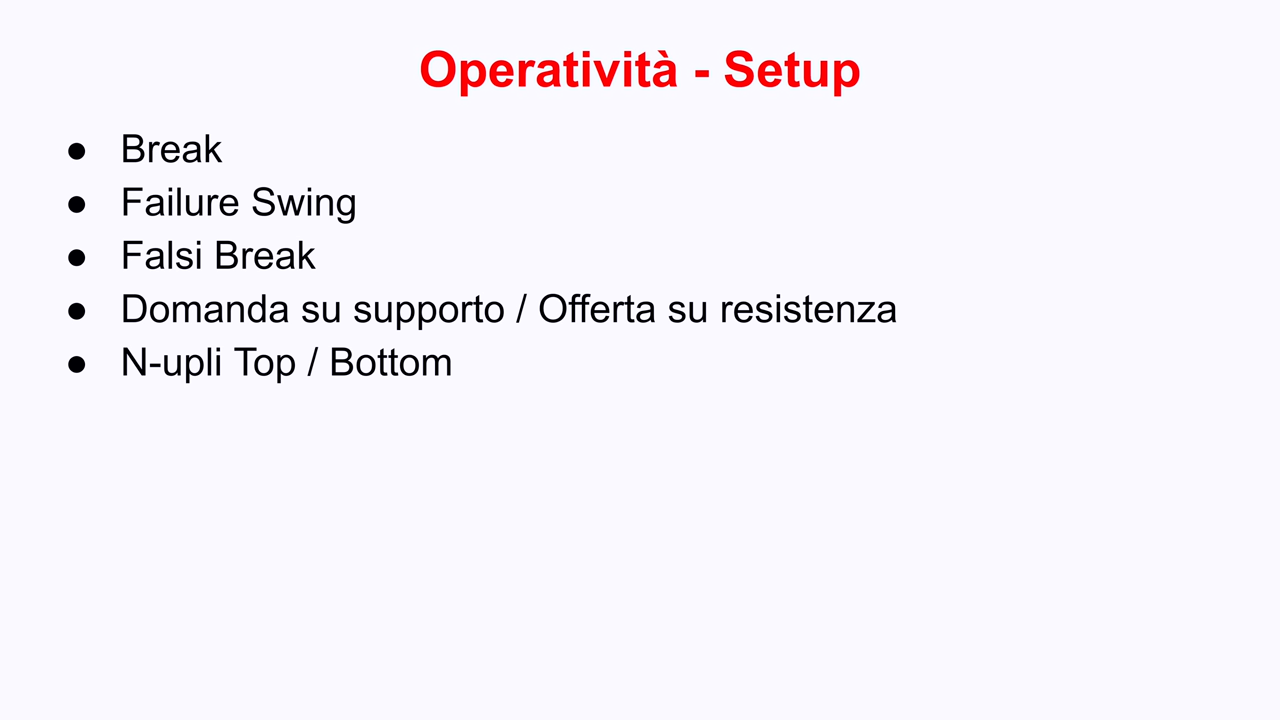 Operatività - Setup
● Break
● Failure Swing
● Falsi Break
● Domanda su supporto / Offerta su resistenza
● N-upli Top / Bottom